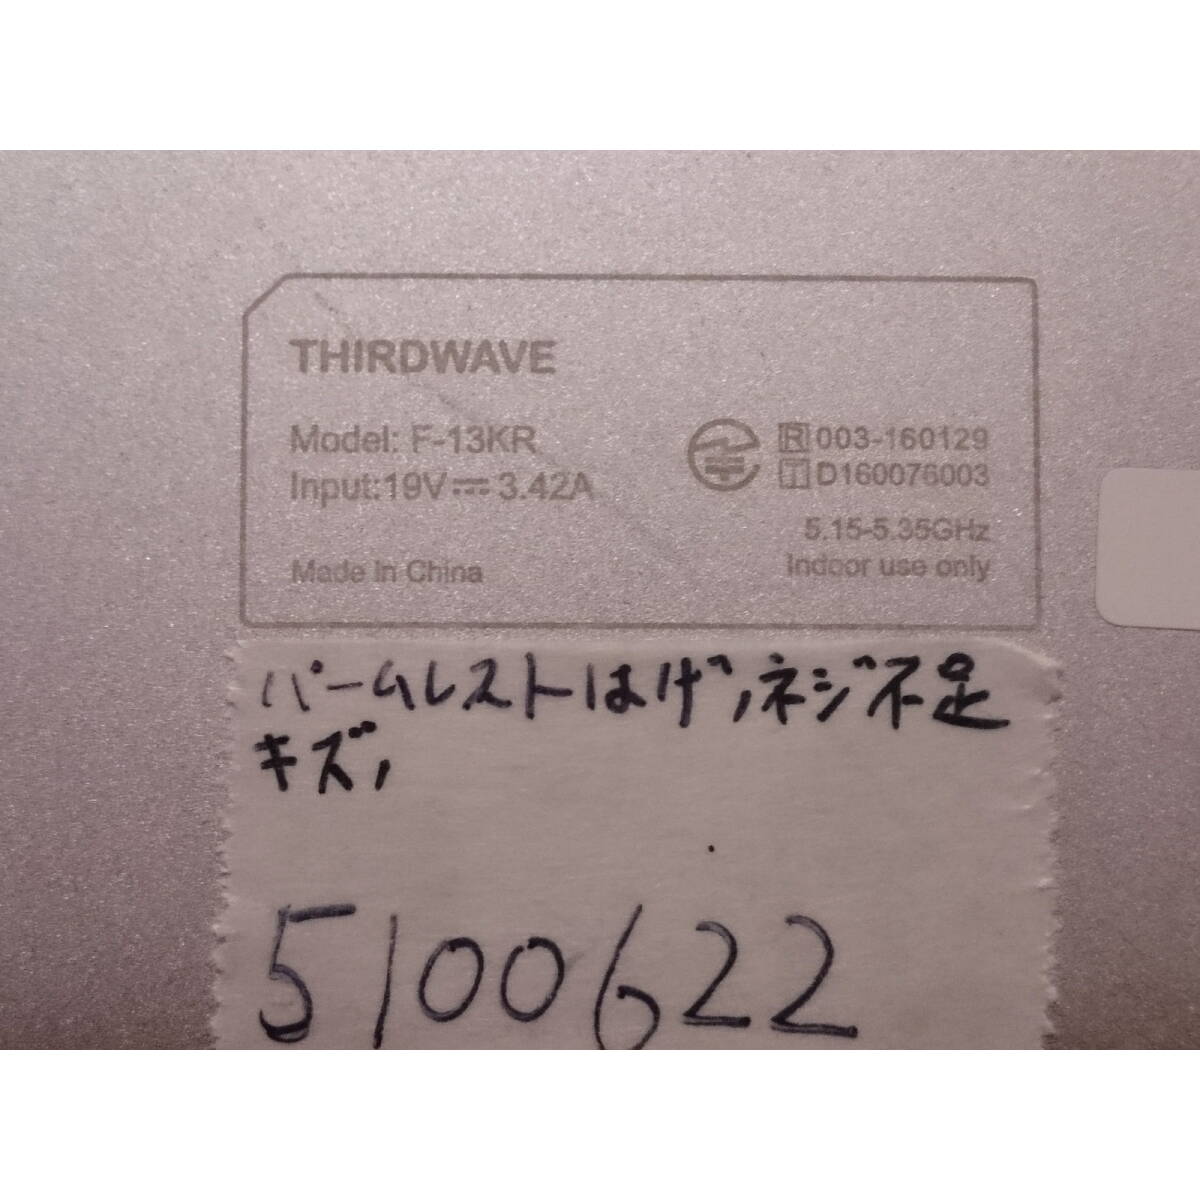 THIRDWAVE
Model: F-13KR
Input:19V⎓3.42A
Made in China
R 003-160129
T D160076003
5.15-5.35GHz
Indoor use only
パームレストはげ,ネジ不足
キズ,
5100622